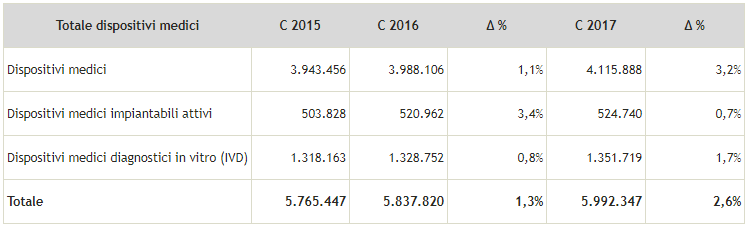 Totale dispositivi medici C 2015 C 2016 Δ % C 2017 Δ %
Dispositivi medici 3.943.456 3.988.106 1,1% 4.115.888 3,2%
Dispositivi medici impiantabili attivi 503.828 520.962 3,4% 524.740 0,7%
Dispositivi medici diagnostici in vitro (IVD) 1.318.163 1.328.752 0,8% 1.351.719 1,7%
Totale 5.765.447 5.837.820 1,3% 5.992.347 2,6%